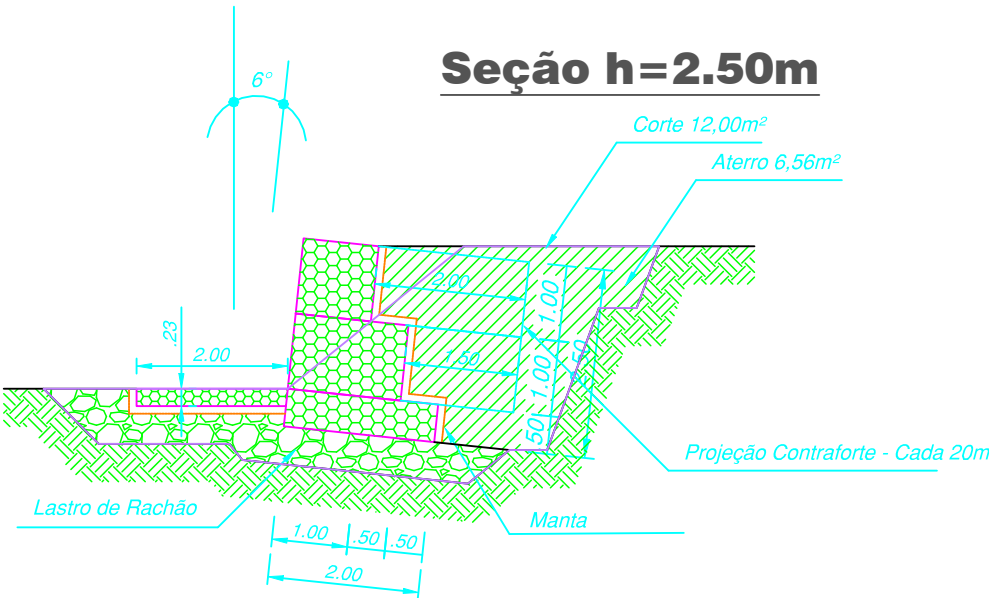 6°
Seção h=2.50m
Corte 12,00m²
Aterro 6,56m²
2.00
1.00
.23
2.00
1.50
1.00
.50
.50
Projeção Contraforte - Cada 20m
Lastro de Rachão
Manta
1.00
.50
.50
2.00